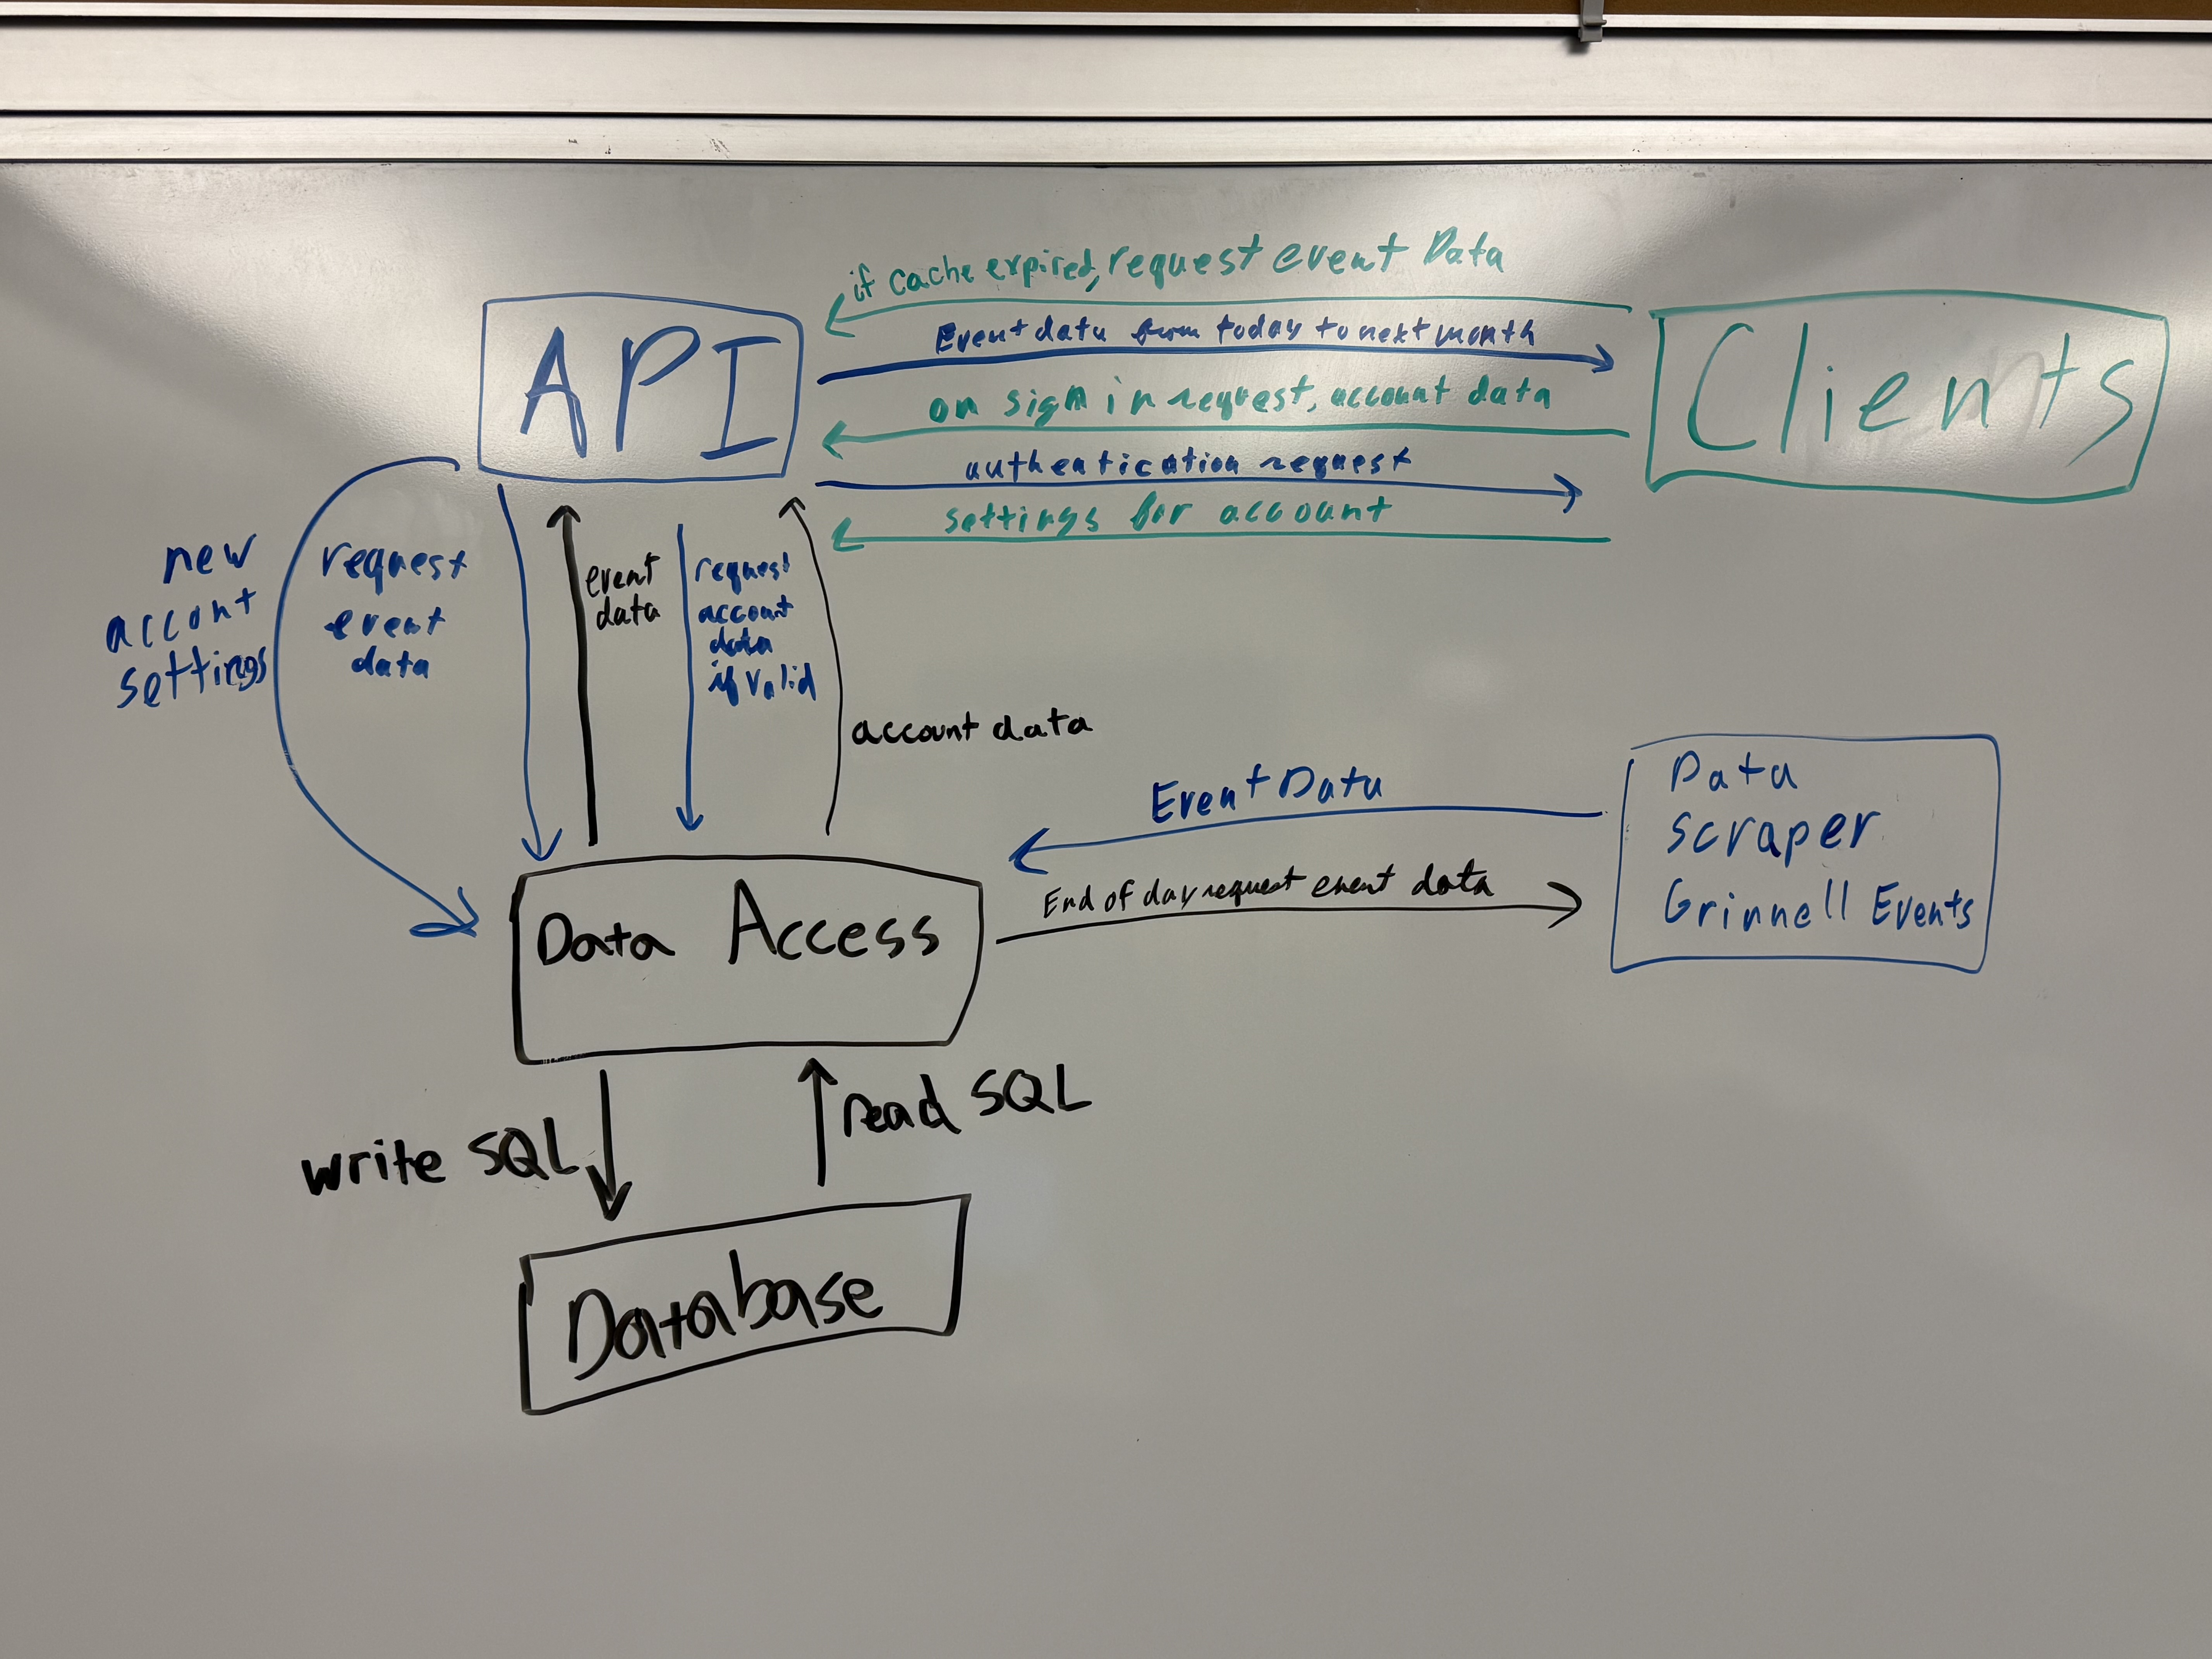 if cache expired, request event Data
API
Event data from today to next month
Clients
on sign in request, account data
authentication request
settings for account
new
accont
settings
request
event
data
event
data
request
account
data
if valid
account data
Event Data
Data
scraper
Grinnell Events
End of day request event data
Data Access
write SQL
read SQL
Database